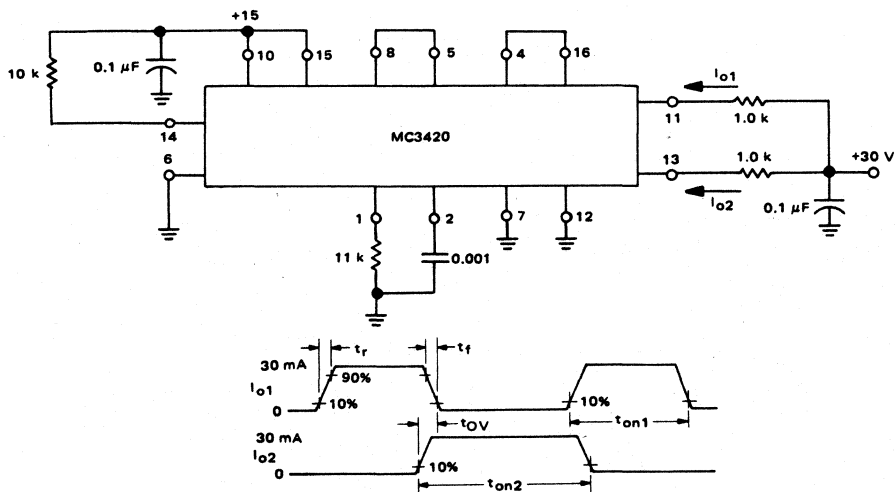 +15
10 k
0.1 µF
10
15
8
5
4
16
Io1
14
MC3420
11
1.0 k
6
13
1.0 k
+30 V
Io2
0.1 µF
1
2
7
12
11 k
0.001
tr
tf
30 mA
90%
Io1
10%
0
10%
ton1
tOV
30 mA
Io2
10%
0
ton2